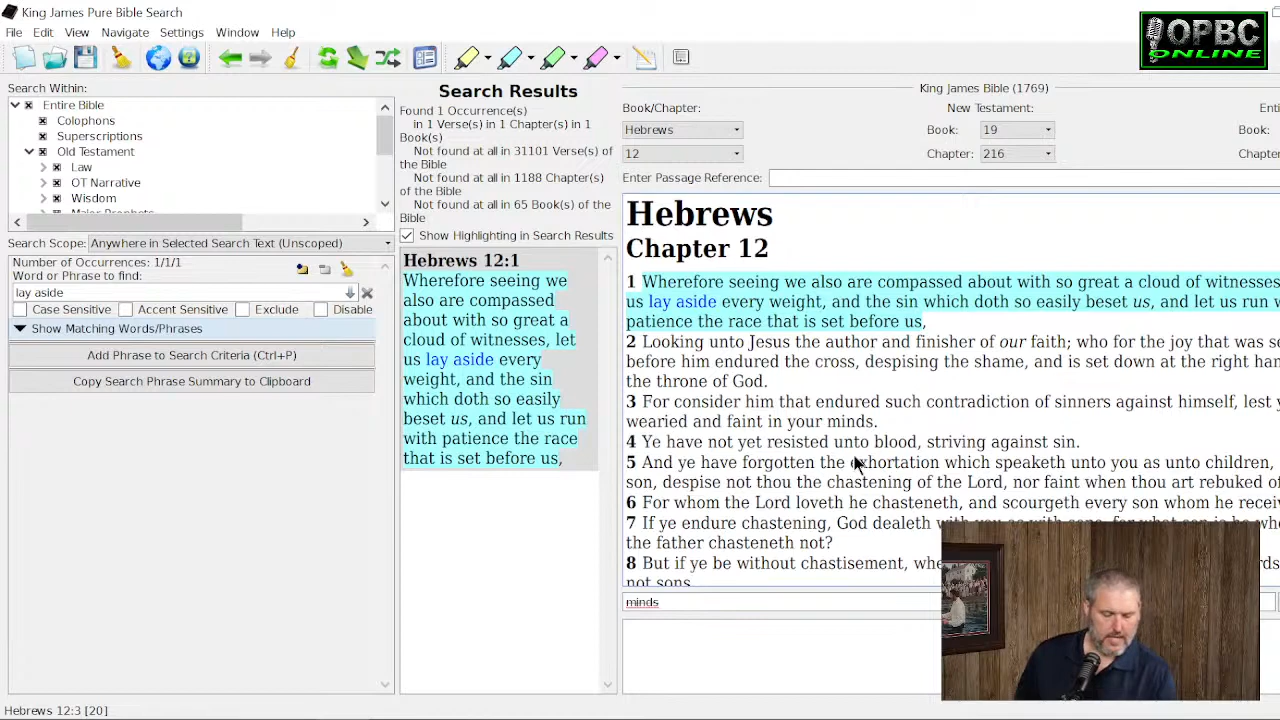 King James Pure Bible Search
File Edit View Navigate Settings Window Help
OPBC
ONLINE
Search Within:
Entire Bible
Colophons
Superscriptions
Old Testament
Law
OT Narrative
Wisdom
Major Prophets
Search Scope: Anywhere in Selected Search Text (Unscoped)
Number of Occurrences: 1/1/1
Word or Phrase to find:
lay aside
Case Sensitive Accent Sensitive Exclude Disable
Show Matching Words/Phrases
Add Phrase to Search Criteria (Ctrl+P)
Copy Search Phrase Summary to Clipboard
Search Results
Found 1 Occurrence(s)
in 1 Verse(s) in 1 Chapter(s) in 1
Book(s)
Not found at all in 31101 Verse(s) of
the Bible
Not found at all in 1188 Chapter(s)
of the Bible
Not found at all in 65 Book(s) of the
Bible
Show Highlighting in Search Results
Hebrews 12:1
Wherefore seeing we
also are compassed
about with so great a
cloud of witnesses, let
us lay aside every
weight, and the sin
which doth so easily
beset us, and let us run
with patience the race
that is set before us,
King James Bible (1769)
Book/Chapter: New Testament:
Hebrews Book: 19 Book:
12 Chapter: 216
Enter Passage Reference:
Hebrews
Chapter 12
1 Wherefore seeing we also are compassed about with so great a cloud of witnesses
us lay aside every weight, and the sin which doth so easily beset us, and let us run
patience the race that is set before us,
2 Looking unto Jesus the author and finisher of our faith; who for the joy that was
before him endured the cross, despising the shame, and is set down at the right
the throne of God.
3 For consider him that endured such contradiction of sinners against himself, lest
wearied and faint in your minds.
4 Ye have not yet resisted unto blood, striving against sin.
5 And ye have forgotten the exhortation which speaketh unto you as unto children,
son, despise not thou the chastening of the Lord, nor faint when thou art rebuked of
6 For whom the Lord loveth he chasteneth, and scourgeth every son whom he
7 If ye endure chastening, God dealeth
the father chasteneth not?
8 But if ye be without chastisement,
not sons.
minds
Hebrews 12:3 [20]